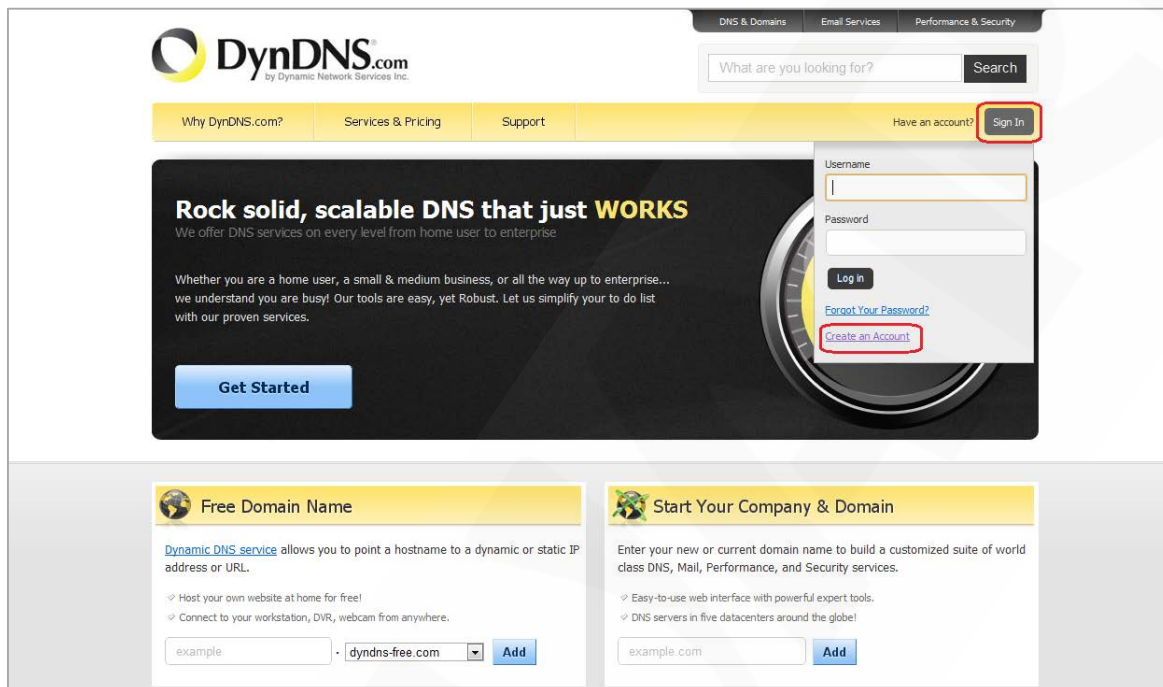 DNS & Domains Email Services Performance & Security
DynDNS.com
by Dynamic Network Services Inc.
What are you looking for? Search
Why DynDNS.com? Services & Pricing Support Have an account? Sign In
Username
Password
Log in
Forgot Your Password?
Create an Account
Rock solid, scalable DNS that just WORKS
We offer DNS services on every level from home user to enterprise
Whether you are a home user, a small & medium business, or all the way up to enterprise...
we understand you are busy! Our tools are easy, yet Robust. Let us simplify your to do list
with our proven services.
Get Started
Free Domain Name
Dynamic DNS service allows you to point a hostname to a dynamic or static IP
address or URL.
Host your own website at home for free!
Connect to your workstation, DVR, webcam from anywhere.
example . dyndns-free.com Add
Start Your Company & Domain
Enter your new or current domain name to build a customized suite of world
class DNS, Mail, Performance, and Security services.
Easy-to-use web interface with powerful expert tools.
DNS servers in five datacenters around the globe!
example.com Add